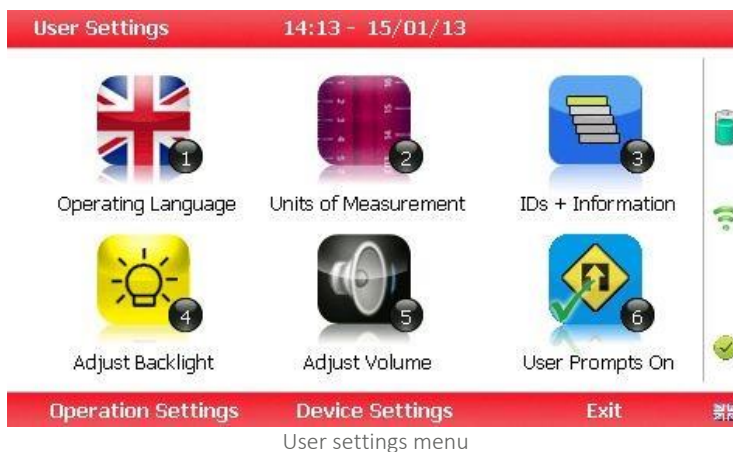 User Settings 14:13 - 15/01/13
1 2 3
Operating Language Units of Measurement IDs + Information
4 5 6
Adjust Backlight Adjust Volume User Prompts On
Operation Settings Device Settings Exit
User settings menu